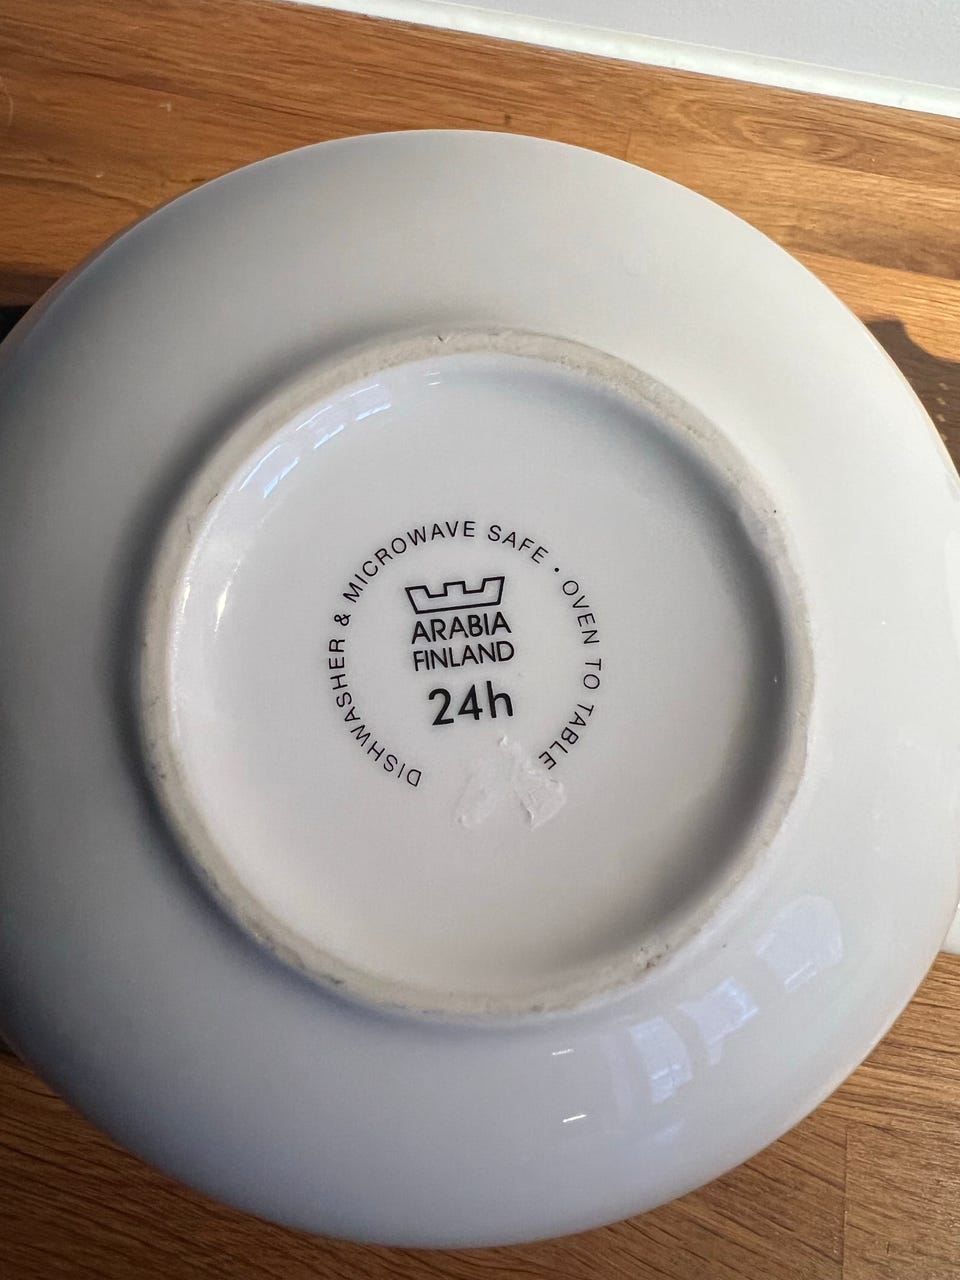 DISHWASHER & MICROWAVE SAFE • OVEN TO TABLE
ARABIA
FINLAND
24h